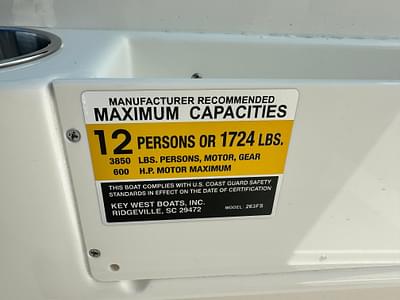 MANUFACTURER RECOMMENDED
MAXIMUM CAPACITIES
12 PERSONS OR 1724 LBS.
3850 LBS. PERSONS, MOTOR, GEAR
600 H.P. MOTOR MAXIMUM
THIS BOAT COMPLIES WITH U.S. COAST GUARD SAFETY
STANDARDS IN EFFECT ON THE DATE OF CERTIFICATION
KEY WEST BOATS, INC.
RIDGEVILLE, SC 29472 MODEL: 263FS